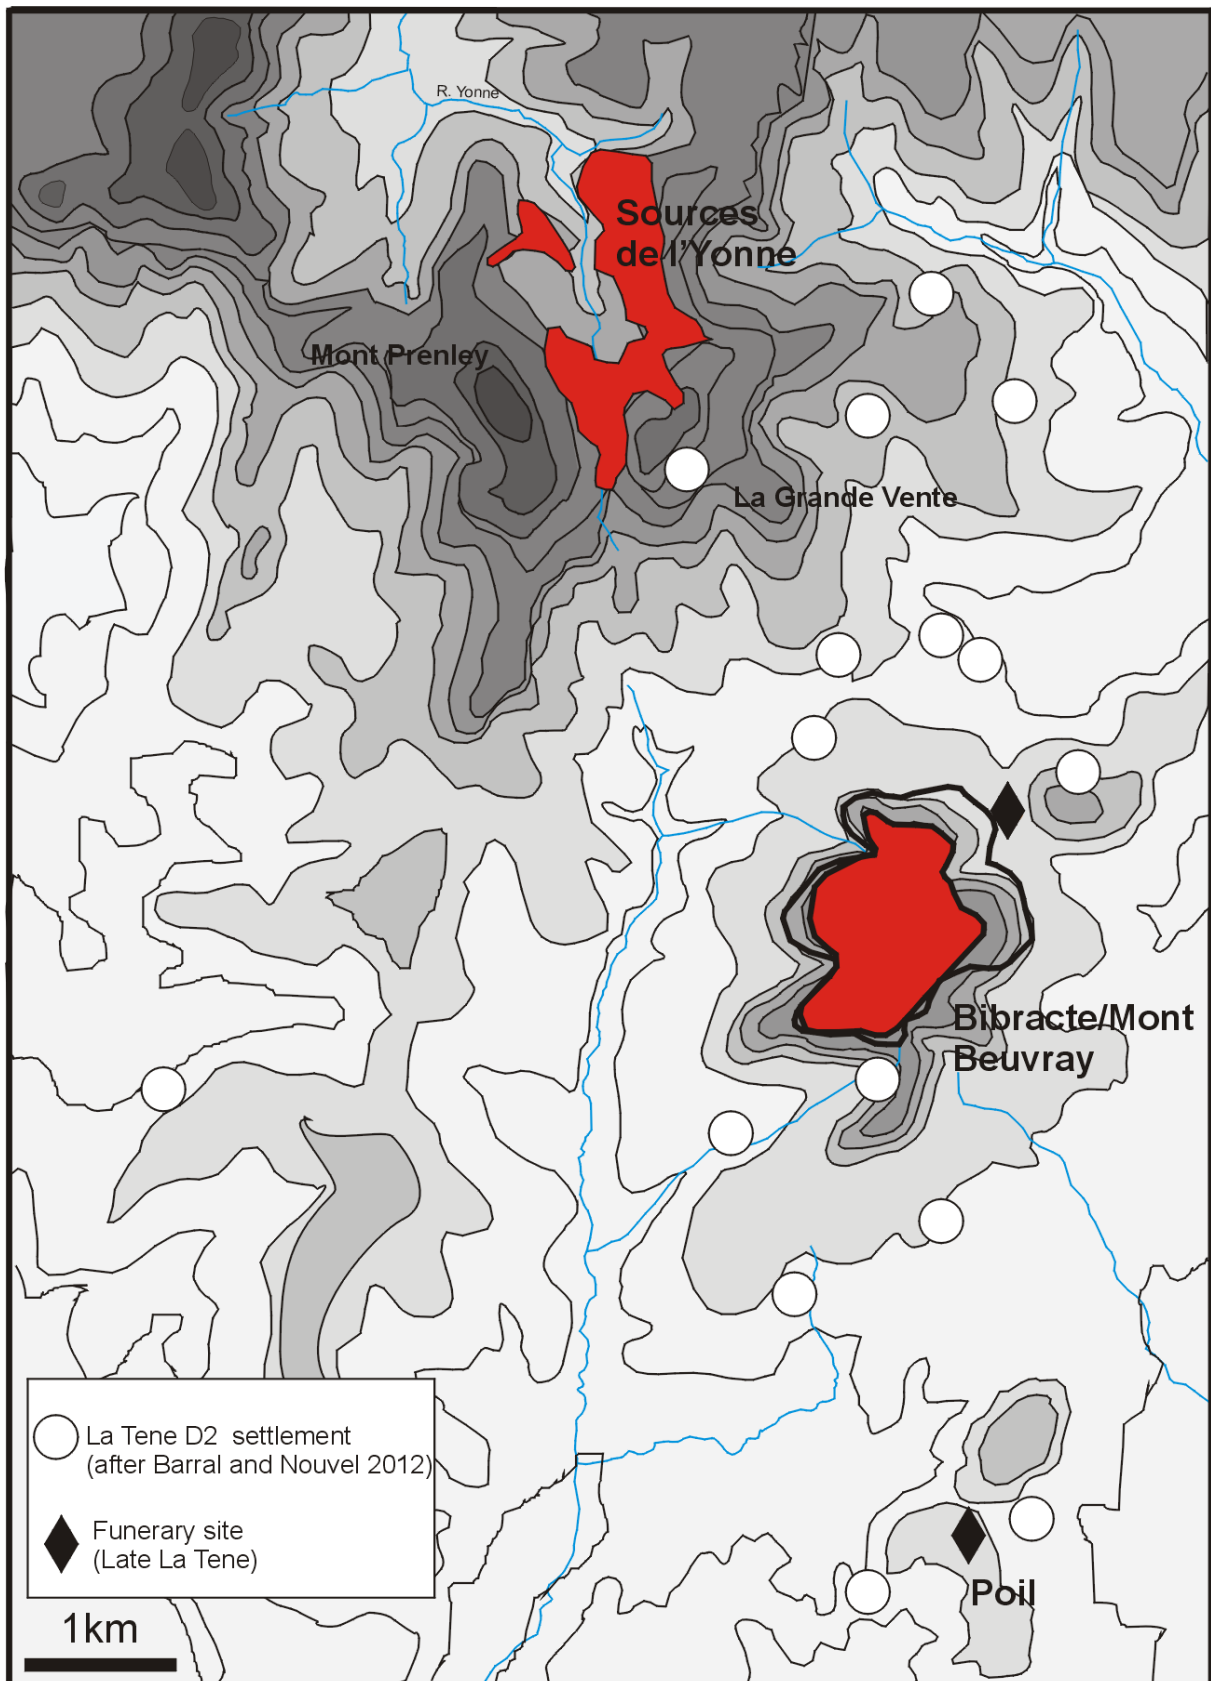 R. Yonne
Sources
de l'Yonne
Mont Prenley
La Grande Vente
Bibracte/Mont
Beuvray
La Tene D2 settlement
(after Barral and Nouvel 2012)
Funerary site
(Late La Tene)
Poil
1km